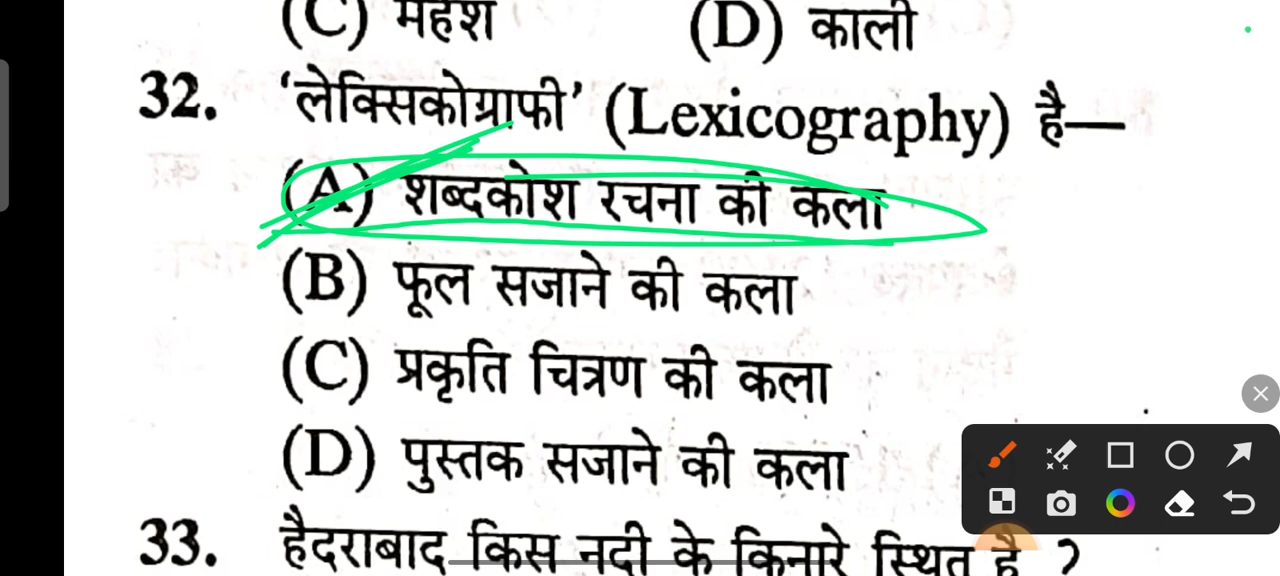 (C) महेश (D) काली
32. 'लेक्सिकोग्राफी' (Lexicography) है—
(A) शब्दकोश रचना की कला
(B) फूल सजाने की कला
(C) प्रकृति चित्रण की कला
(D) पुस्तक सजाने की कला
33. हैदराबाद किस नदी के किनारे स्थित है ?